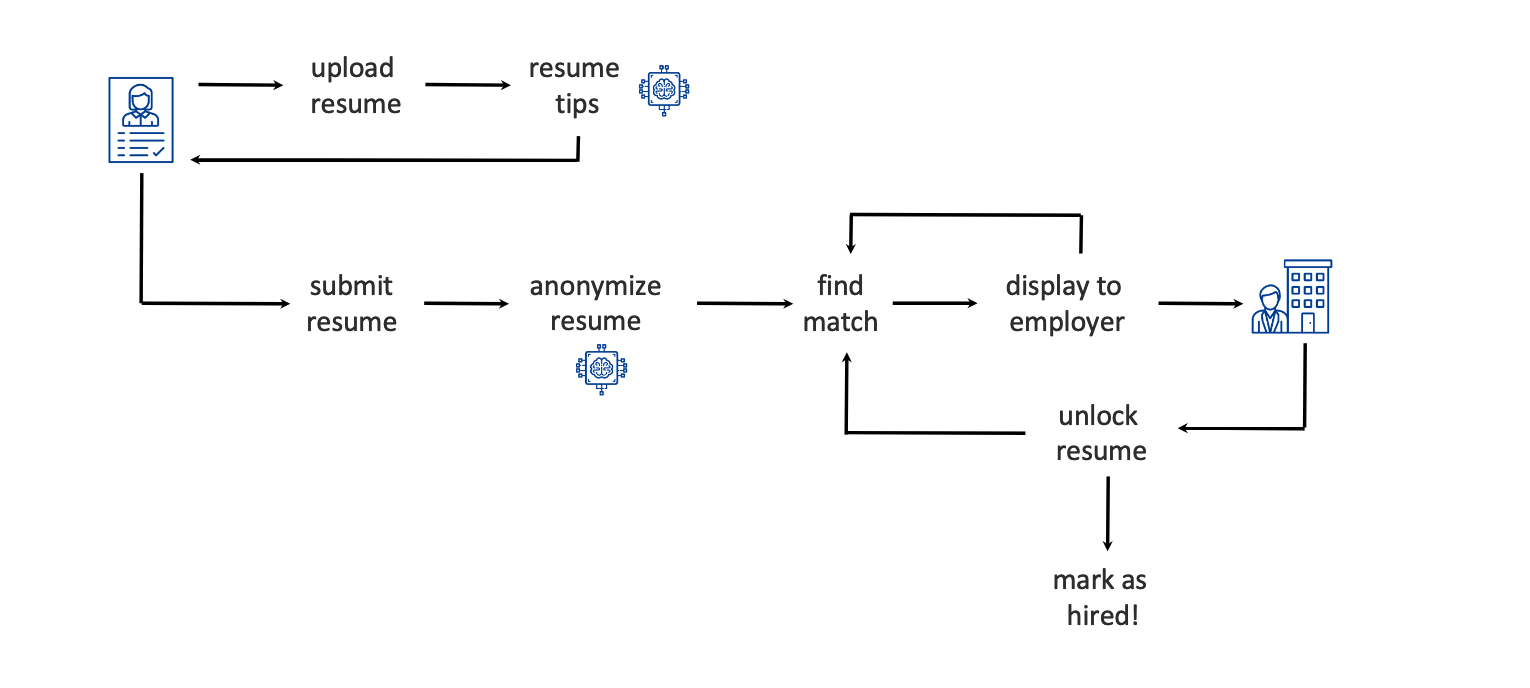 upload
resume
resume
tips
submit
resume
anonymize
resume
find
match
display to
employer
unlock
resume
mark as
hired!